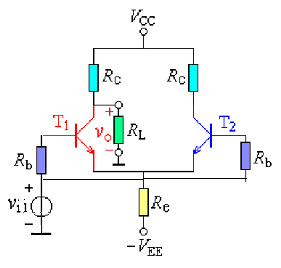 VCC
RC RC
T1 + vo - RL T2
Rb Rb
+ vi1 - Re
-VEE